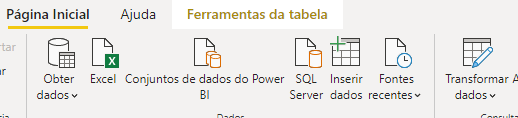 Página Inicial Ajuda Ferramentas da tabela
Obter dados
Excel
Conjuntos de dados do Power BI
SQL Server
Inserir dados
Fontes recentes
Transformar dados
Dados